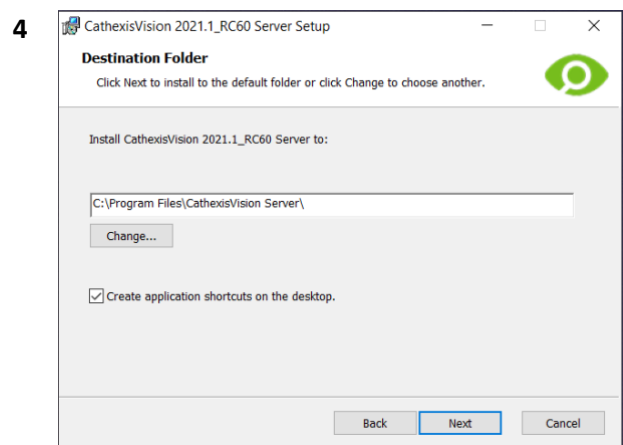 4
CathexisVision 2021.1_RC60 Server Setup
Destination Folder
Click Next to install to the default folder or click Change to choose another.
Install CathexisVision 2021.1_RC60 Server to:
C:\Program Files\CathexisVision Server\
Change...
Create application shortcuts on the desktop.
Back Next Cancel